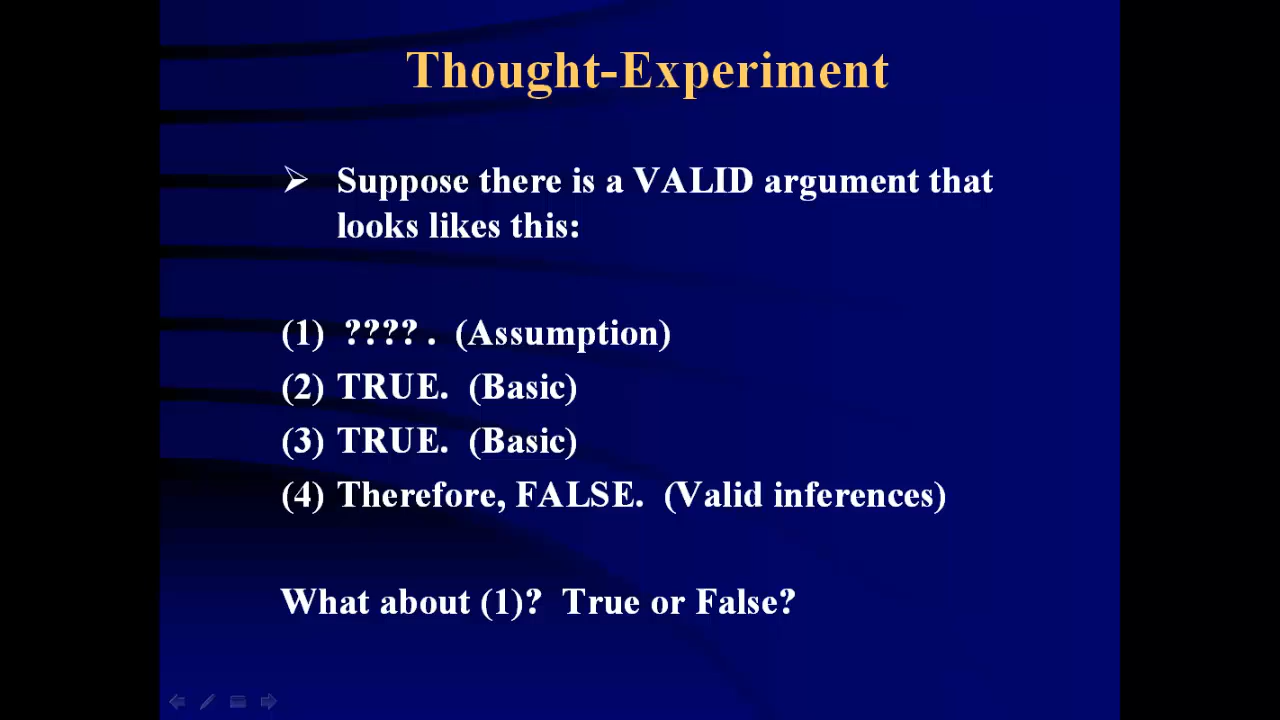 Thought-Experiment
➢ Suppose there is a VALID argument that
looks likes this:
(1) ???? . (Assumption)
(2) TRUE. (Basic)
(3) TRUE. (Basic)
(4) Therefore, FALSE. (Valid inferences)
What about (1)? True or False?